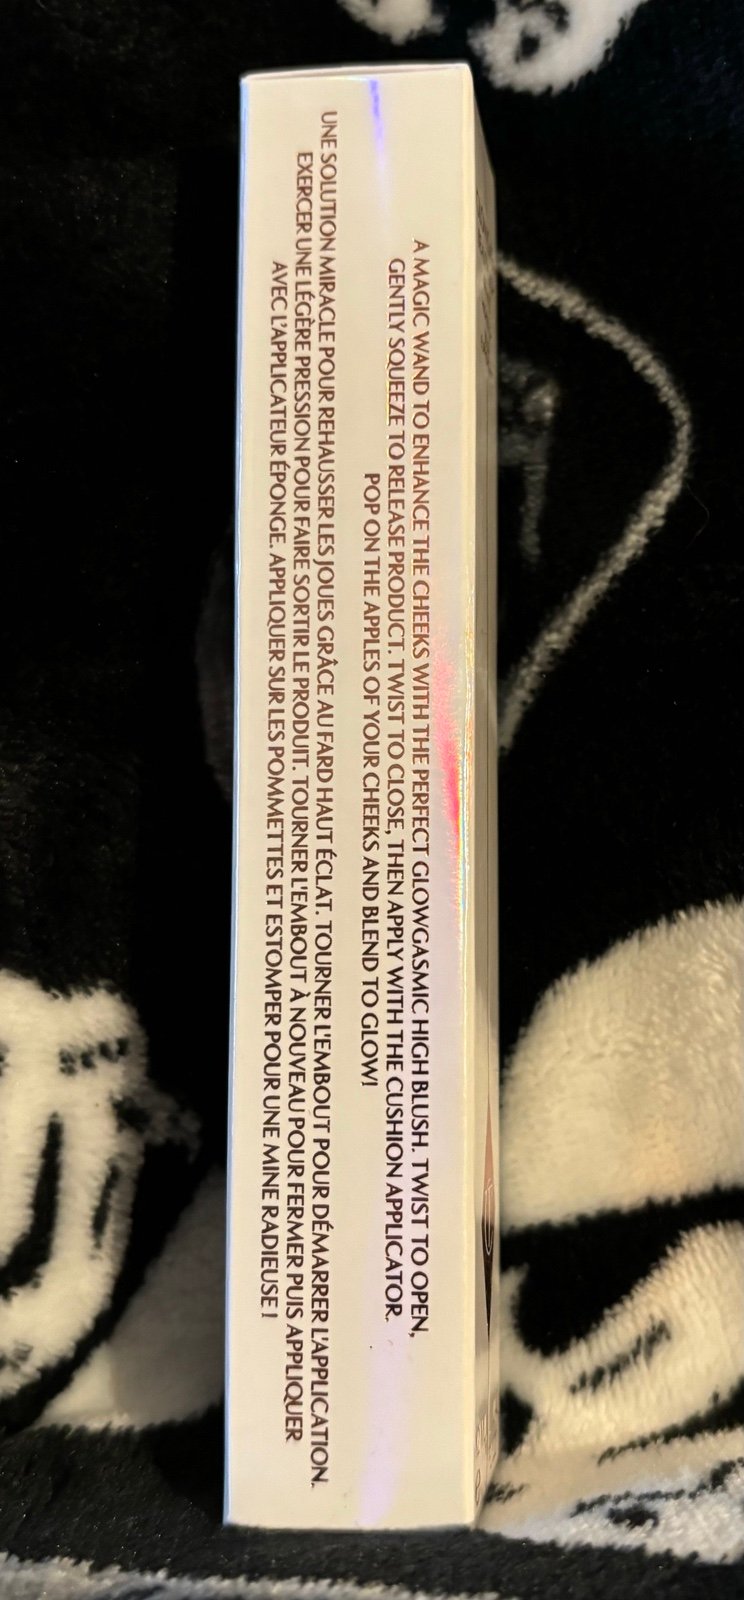 A MAGIC WAND TO ENHANCE THE CHEEKS WITH THE PERFECT GLOWGASMIC HIGH BLUSH. TWIST TO OPEN,
GENTLY SQUEEZE TO RELEASE PRODUCT. TWIST TO CLOSE, THEN APPLY WITH THE CUSHION APPLICATOR.
POP ON THE APPLES OF YOUR CHEEKS AND BLEND TO GLOW!
UNE SOLUTION MIRACLE POUR REHAUSSER LES JOUES GRÂCE AU FARD HAUT ÉCLAT. TOURNER L'EMBOUT POUR DÉMARRER L'APPLICATION.
EXERCER UNE LÉGÈRE PRESSION POUR FAIRE SORTIR LE PRODUIT. TOURNER L'EMBOUT À NOUVEAU POUR FERMER PUIS APPLIQUER
AVEC L'APPLICATEUR ÉPONGE. APPLIQUER SUR LES POMMETTES ET ESTOMPER POUR UNE MINE RADIEUSE !